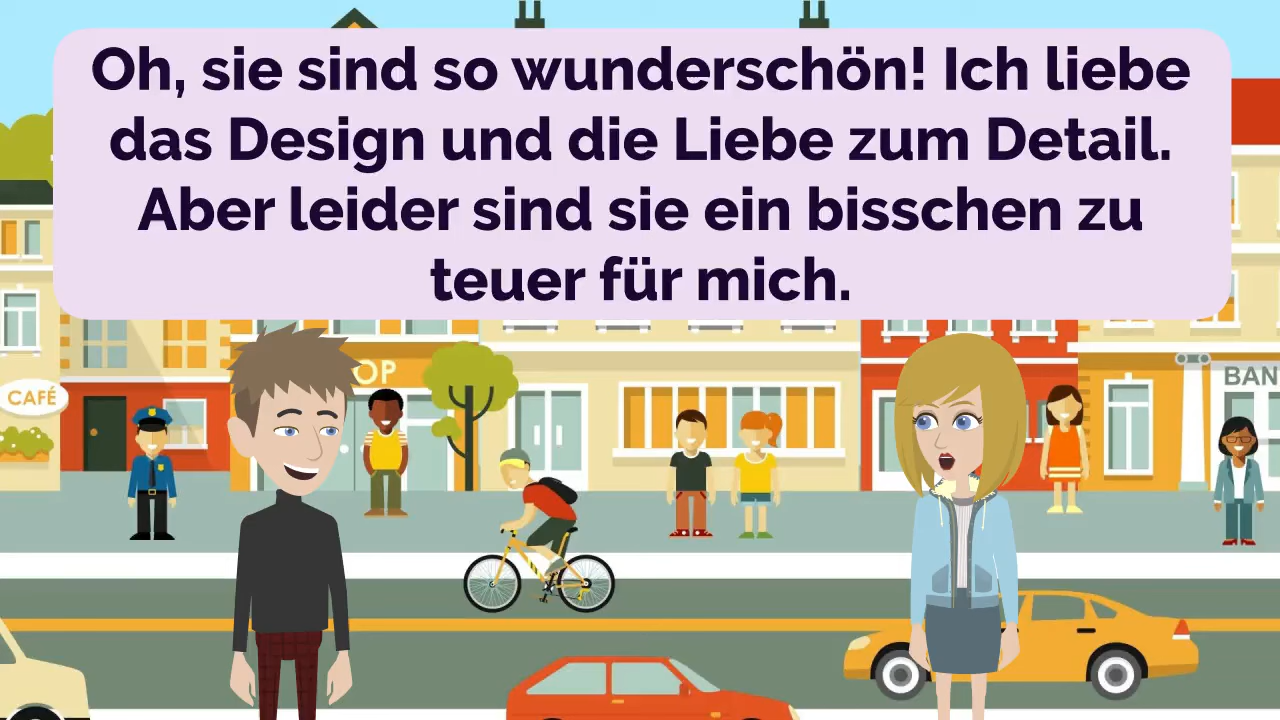 Oh, sie sind so wunderschön! Ich liebe
das Design und die Liebe zum Detail.
Aber leider sind sie ein bisschen zu
teuer für mich.
OP
CAFÉ
BAN